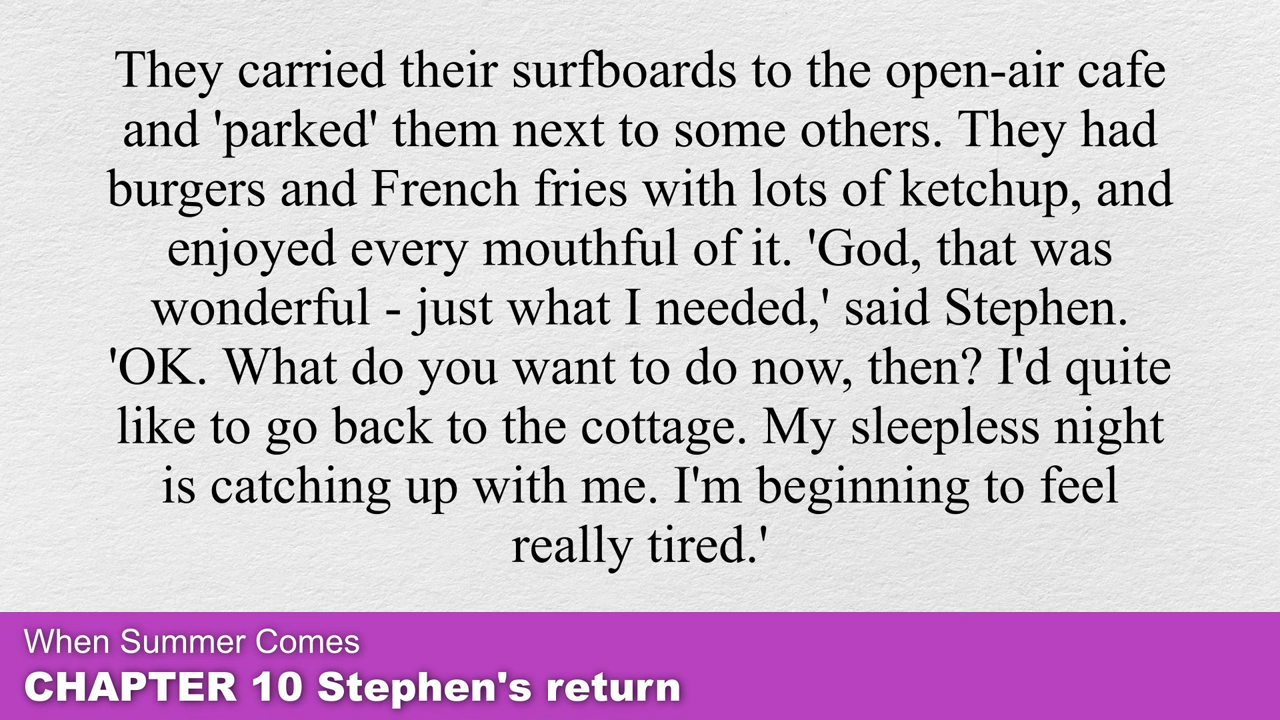 They carried their surfboards to the open-air cafe
and 'parked' them next to some others. They had
burgers and French fries with lots of ketchup, and
enjoyed every mouthful of it. 'God, that was
wonderful - just what I needed,' said Stephen.
'OK. What do you want to do now, then? I'd quite
like to go back to the cottage. My sleepless night
is catching up with me. I'm beginning to feel
really tired.'
When Summer Comes
CHAPTER 10 Stephen's return